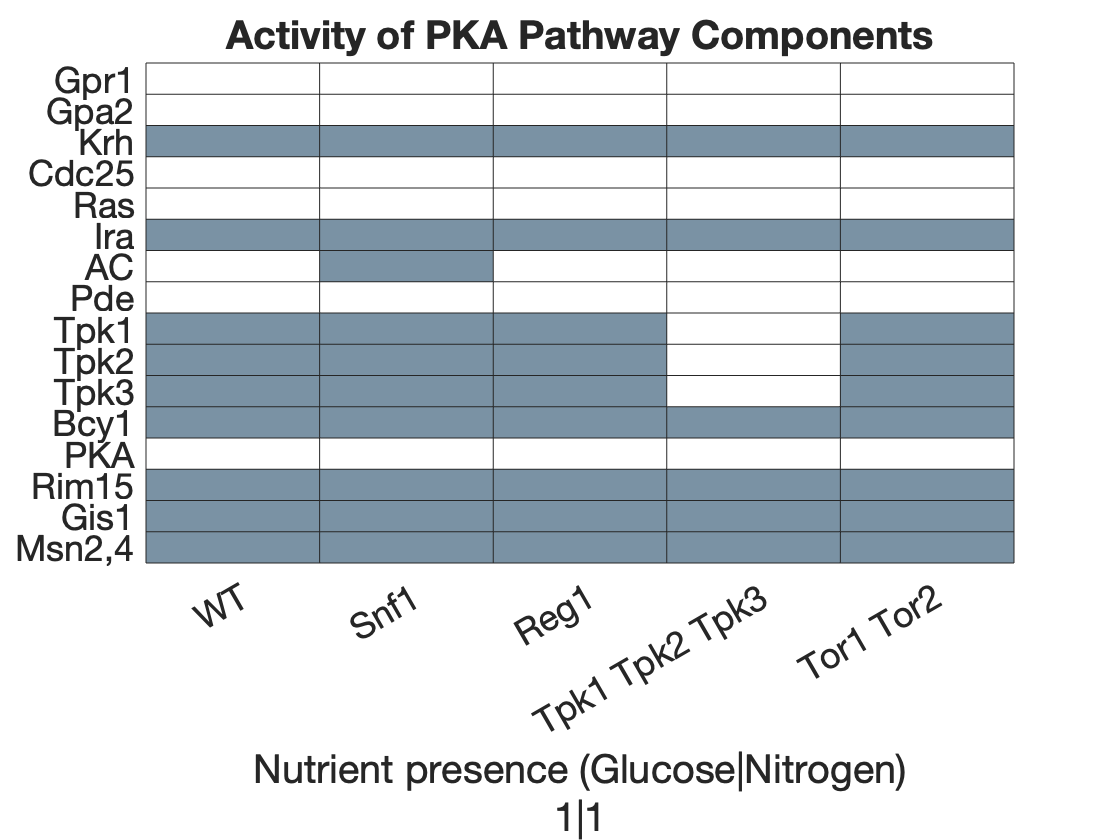 Activity of PKA Pathway Components
Gpr1
Gpa2
Krh
Cdc25
Ras
Ira
AC
Pde
Tpk1
Tpk2
Tpk3
Bcy1
PKA
Rim15
Gis1
Msn2,4
WT
Snf1
Reg1
Tpk1 Tpk2 Tpk3
Tor1 Tor2
Nutrient presence (Glucose|Nitrogen)
1|1